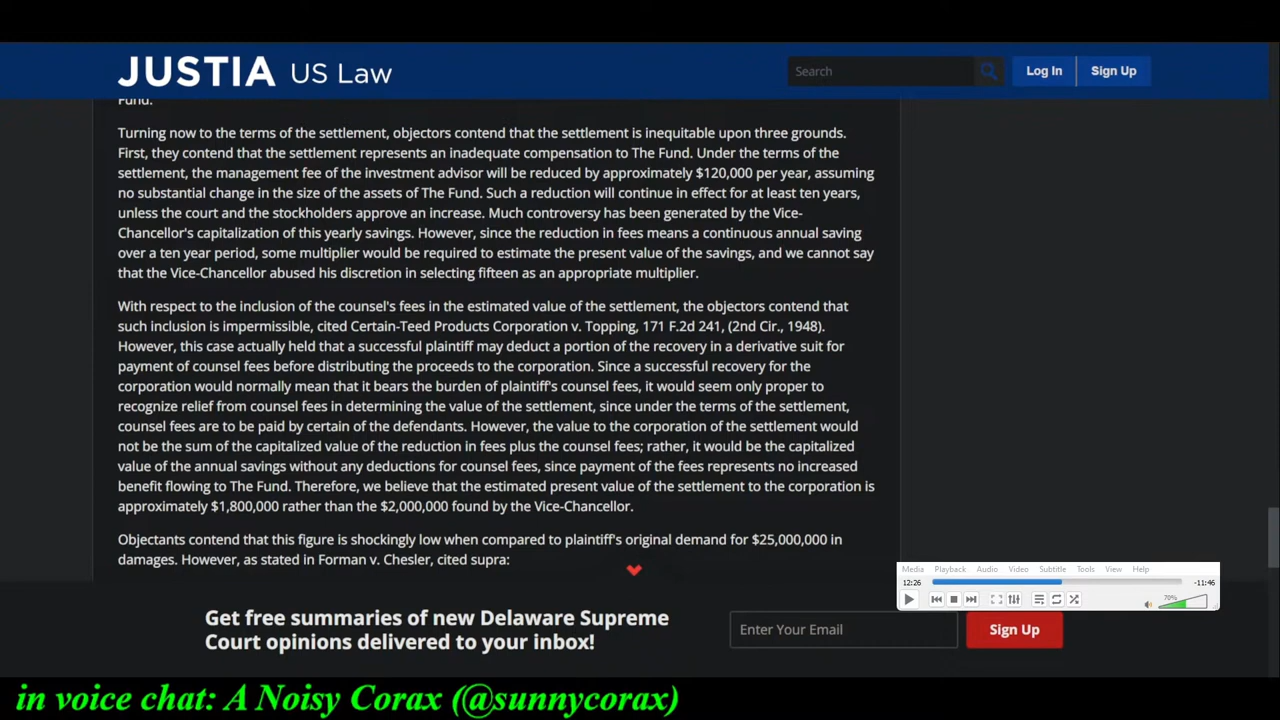 JUSTIA US Law
Search
Log In
Sign Up
Fund.
Turning now to the terms of the settlement, objectors contend that the settlement is inequitable upon three grounds.
First, they contend that the settlement represents an inadequate compensation to The Fund. Under the terms of the
settlement, the management fee of the investment advisor will be reduced by approximately $120,000 per year, assuming
no substantial change in the size of the assets of The Fund. Such a reduction will continue in effect for at least ten years,
unless the court and the stockholders approve an increase. Much controversy has been generated by the Vice-
Chancellor's capitalization of this yearly savings. However, since the reduction in fees means a continuous annual saving
over a ten year period, some multiplier would be required to estimate the present value of the savings, and we cannot say
that the Vice-Chancellor abused his discretion in selecting fifteen as an appropriate multiplier.
With respect to the inclusion of the counsel's fees in the estimated value of the settlement, the objectors contend that
such inclusion is impermissible, cited Certain-Teed Products Corporation v. Topping, 171 F.2d 241, (2nd Cir., 1948).
However, this case actually held that a successful plaintiff may deduct a portion of the recovery in a derivative suit for
payment of counsel fees before distributing the proceeds to the corporation. Since a successful recovery for the
corporation would normally mean that it bears the burden of plaintiff's counsel fees, it would seem only proper to
recognize relief from counsel fees in determining the value of the settlement, since under the terms of the settlement,
counsel fees are to be paid by certain of the defendants. However, the value to the corporation of the settlement would
not be the sum of the capitalized value of the reduction in fees plus the counsel fees; rather, it would be the capitalized
value of the annual savings without any deductions for counsel fees, since payment of the fees represents no increased
benefit flowing to The Fund. Therefore, we believe that the estimated present value of the settlement to the corporation is
approximately $1,800,000 rather than the $2,000,000 found by the Vice-Chancellor.
Objectants contend that this figure is shockingly low when compared to plaintiff's original demand for $25,000,000 in
damages. However, as stated in Forman v. Chesler, cited supra:
Media Playback Audio Video Subtitle Tools View Help
12:26
-11:46
70%
Get free summaries of new Delaware Supreme
Court opinions delivered to your inbox!
Enter Your Email
Sign Up
in voice chat: A Noisy Corax (@sunnycorax)